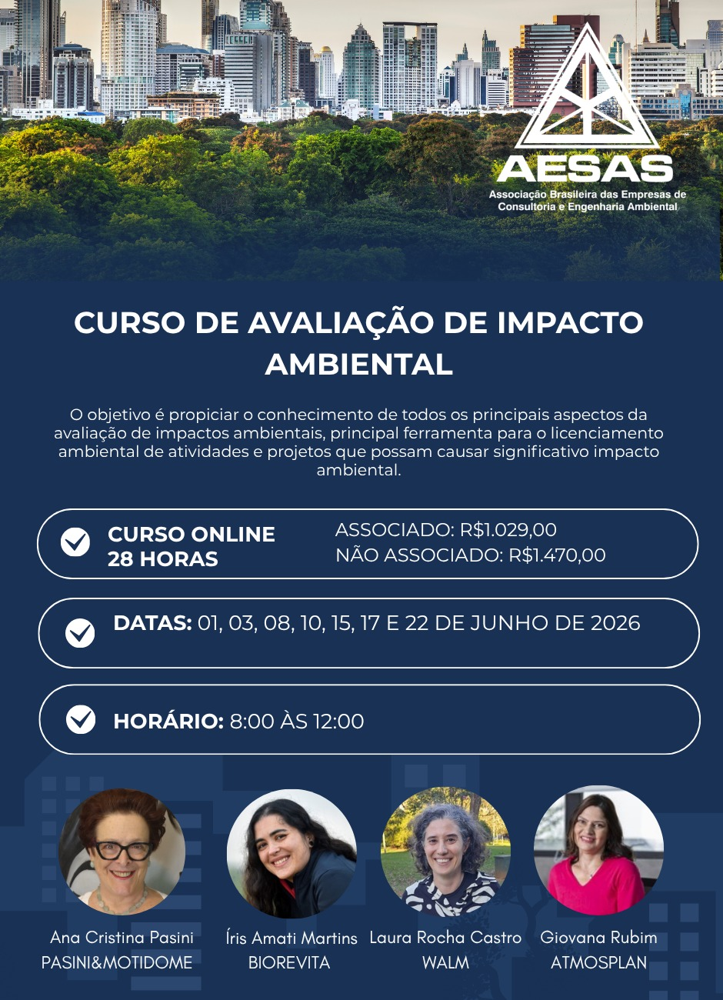 AESAS
Associação Brasileira das Empresas de
Consultoria e Engenharia Ambiental
CURSO DE AVALIAÇÃO DE IMPACTO
AMBIENTAL
O objetivo é propiciar o conhecimento de todos os principais aspectos da
avaliação de impactos ambientais, principal ferramenta para o licenciamento
ambiental de atividades e projetos que possam causar significativo impacto
ambiental.
CURSO ONLINE
28 HORAS
ASSOCIADO: R$1.029,00
NÃO ASSOCIADO: R$1.470,00
DATAS: 01, 03, 08, 10, 15, 17 E 22 DE JUNHO DE 2026
HORÁRIO: 8:00 ÀS 12:00
Ana Cristina Pasini
PASINI&MOTIDOME
Íris Amati Martins
BIOREVITA
Laura Rocha Castro
WALM
Giovana Rubim
ATMOSPLAN